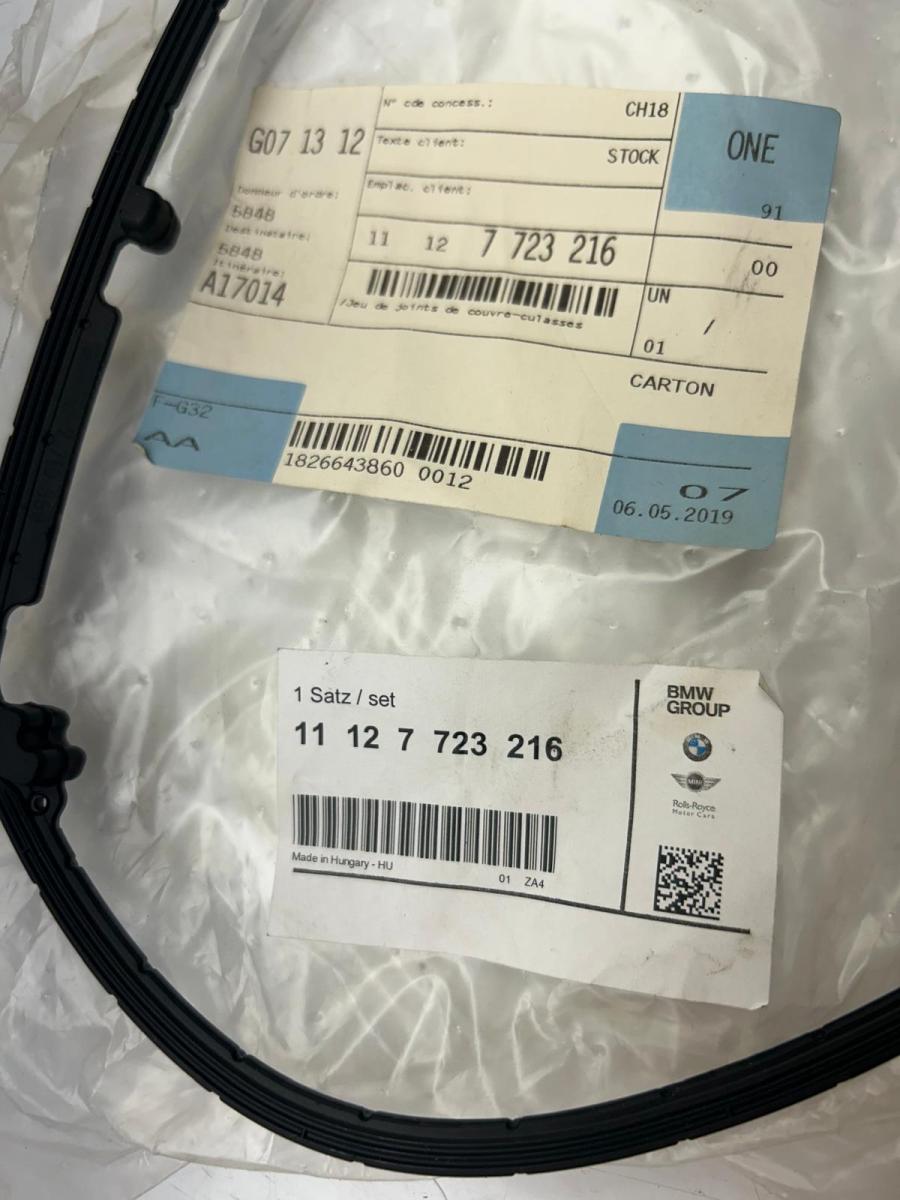 N° cde concess.:
CH18
ONE
G07 13 12
Texte client:
STOCK
Emplac. client:
91
Donneur d'ordre:
5848
Destinataire:
5848
Itinéraire:
A17014
11 12 7 723 216
00
/Jeu de joints de couvre-culasses
UN
/
01
CARTON
F-G32
AA
1826643860 0012
07
06.05.2019
1 Satz / set
11 12 7 723 216
Made in Hungary - HU
01 ZA4
BMW
GROUP
MINI
Rolls-Royce
Motor Cars